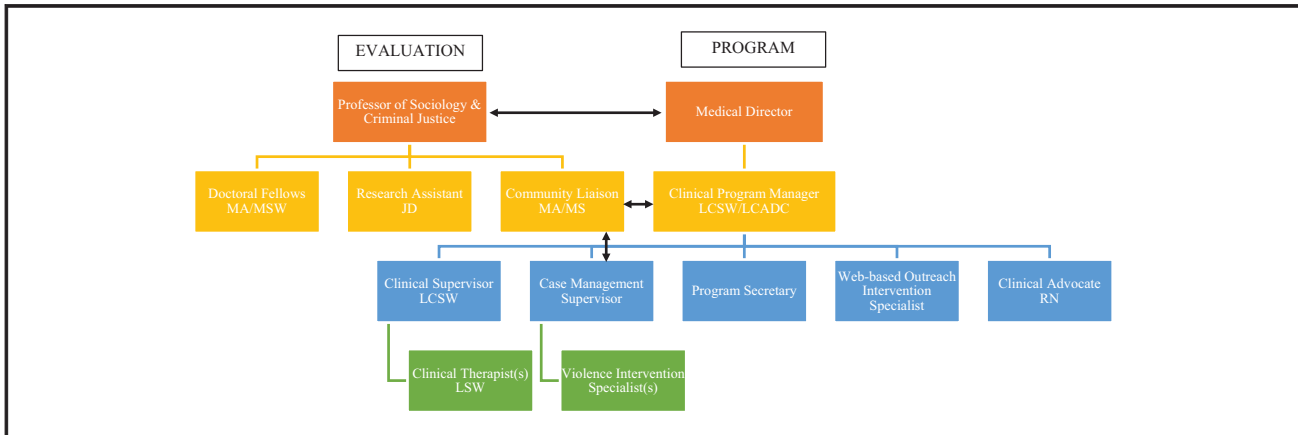 EVALUATION
PROGRAM
Professor of Sociology &
Criminal Justice
Medical Director
Doctoral Fellows
MA/MSW
Research Assistant
JD
Community Liaison
MA/MS
Clinical Program Manager
LCSW/LCADC
Clinical Supervisor
LCSW
Case Management
Supervisor
Program Secretary
Web-based Outreach
Intervention
Specialist
Clinical Advocate
RN
Clinical Therapist(s)
LSW
Violence Intervention
Specialist(s)